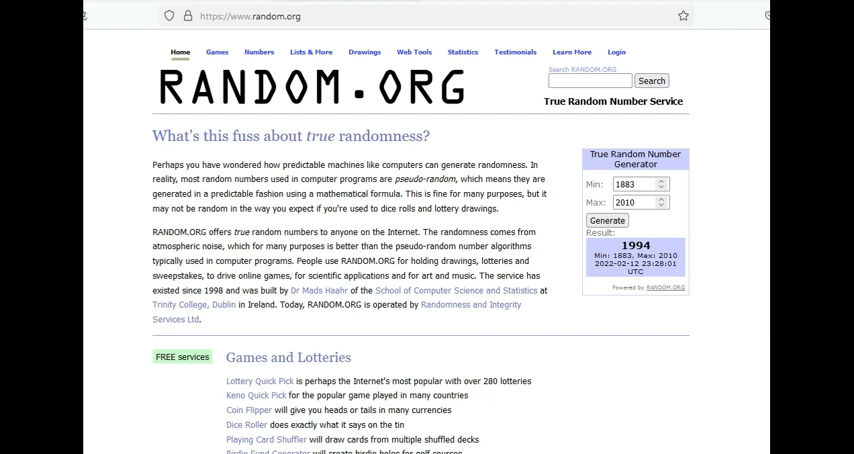 https://www.random.org
Home Games Numbers Lists & More Drawings Web Tools Statistics Testimonials Learn More Login
Search RANDOM.ORG
Search
RANDOM.ORG
True Random Number Service
What's this fuss about true randomness?
Perhaps you have wondered how predictable machines like computers can generate randomness. In
reality, most random numbers used in computer programs are pseudo-random, which means they are
generated in a predictable fashion using a mathematical formula. This is fine for many purposes, but it
may not be random in the way you expect if you're used to dice rolls and lottery drawings.
RANDOM.ORG offers true random numbers to anyone on the Internet. The randomness comes from
atmospheric noise, which for many purposes is better than the pseudo-random number algorithms
typically used in computer programs. People use RANDOM.ORG for holding drawings, lotteries and
sweepstakes, to drive online games, for scientific applications and for art and music. The service has
existed since 1998 and was built by Dr Mads Haahr of the School of Computer Science and Statistics at
Trinity College, Dublin in Ireland. Today, RANDOM.ORG is operated by Randomness and Integrity
Services Ltd.
True Random Number
Generator
Min: 1883
Max: 2010
Generate
Result:
1994
Min: 1883, Max: 2010
2022-02-12 23:28:01
UTC
Powered by RANDOM.ORG
FREE services
Games and Lotteries
Lottery Quick Pick is perhaps the Internet's most popular with over 280 lotteries
Keno Quick Pick for the popular game played in many countries
Coin Flipper will give you heads or tails in many currencies
Dice Roller does exactly what it says on the tin
Playing Card Shuffler will draw cards from multiple shuffled decks
Birdie Fund Generator will create birdie holes for golf courses